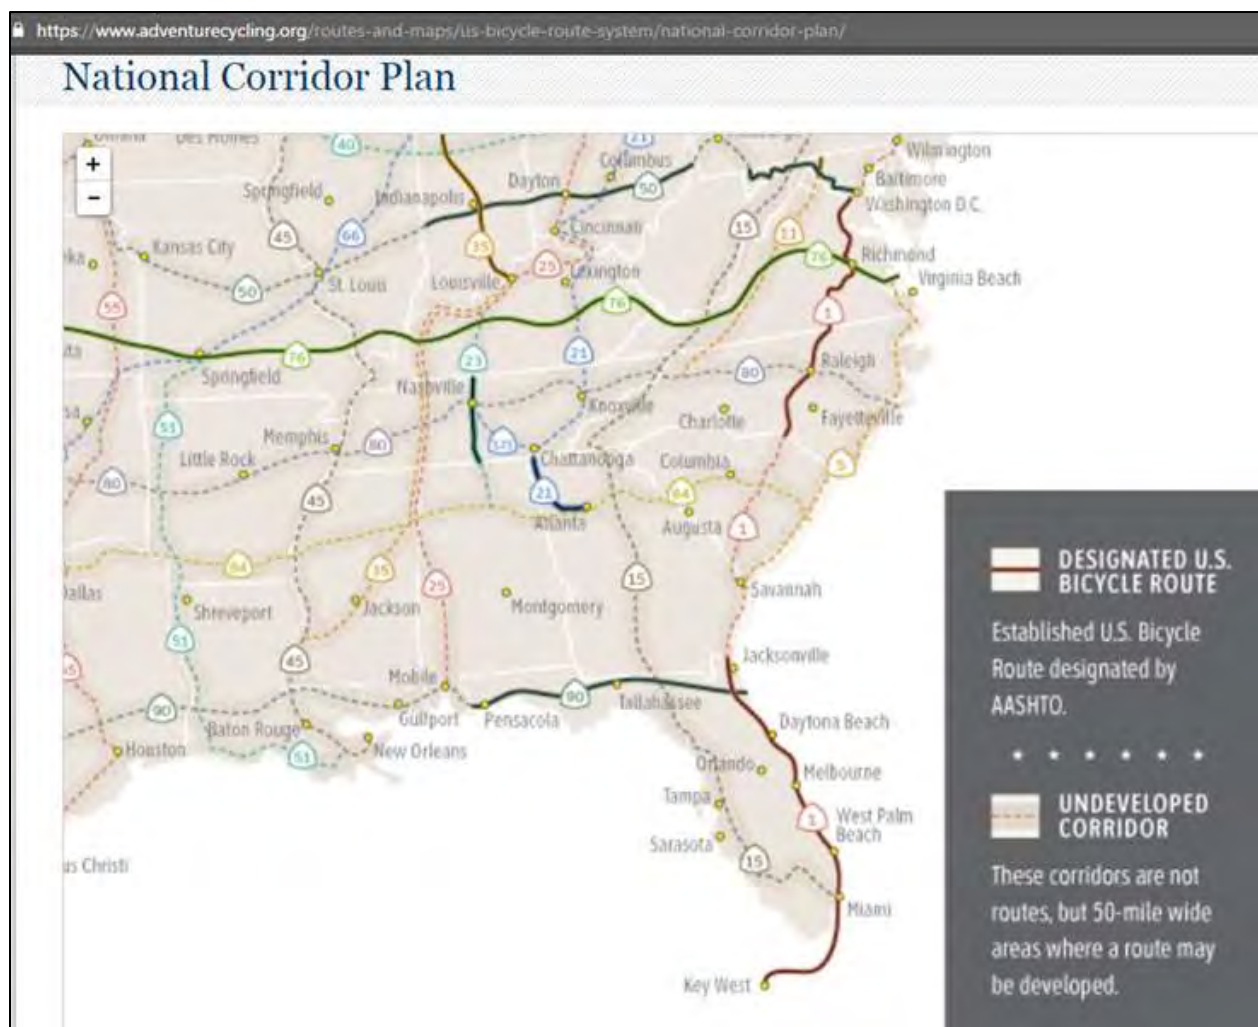 https://www.adventurecycling.org/routes-and-maps/us-bicycle-route-system/national-corridor-plan/
National Corridor Plan
+
−
Des Moines
40
21
Columbus
Wilmington
Baltimore
Washington D.C.
Springfield
Indianapolis
Dayton
50
Cincinnati
15
11
45
66
Kansas City
35
25
Lexington
76
Richmond
St. Louis
Louisville
Virginia Beach
50
55
76
1
76
23
21
Raleigh
Springfield
80
Nashville
Knoxville
Charlotte
Fayetteville
51
Memphis
80
Chattanooga
Columbia
5
Little Rock
80
45
21
84
Atlanta
Augusta
1
84
35
25
15
Savannah
Shreveport
Jackson
Montgomery
51
45
Jacksonville
Mobile
90
90
Tallahassee
Baton Rouge
Gulfport
Pensacola
Daytona Beach
Houston
51
New Orleans
Orlando
Melbourne
Tampa
1
West Palm
Beach
Sarasota
15
us Christi
Miami
Key West
DESIGNATED U.S.
BICYCLE ROUTE
Established U.S. Bicycle
Route designated by
AASHTO.
UNDEVELOPED
CORRIDOR
These corridors are not
routes, but 50-mile wide
areas where a route may
be developed.